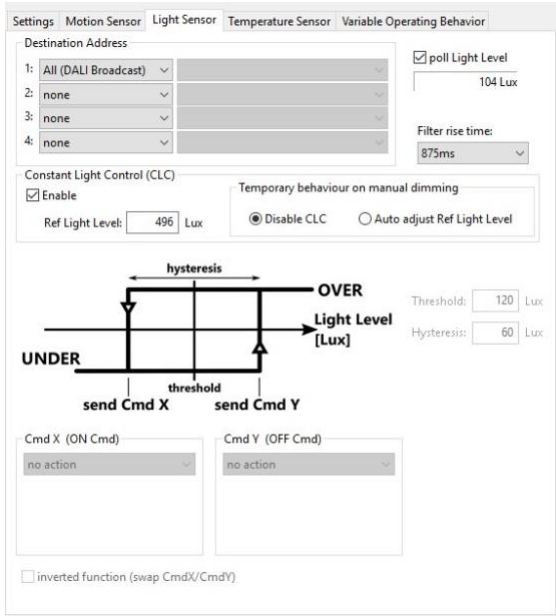 Settings Motion Sensor Light Sensor Temperature Sensor Variable Operating Behavior
Destination Address
1: All (DALI Broadcast)
2: none
3: none
4: none
poll Light Level
104 Lux
Filter rise time:
875ms
Constant Light Control (CLC)
Enable
Ref Light Level: 496 Lux
Temporary behaviour on manual dimming
Disable CLC Auto adjust Ref Light Level
hysteresis
OVER
Light Level
[Lux]
UNDER
threshold
send Cmd X send Cmd Y
Threshold: 120 Lux
Hysteresis: 60 Lux
Cmd X (ON Cmd)
no action
Cmd Y (OFF Cmd)
no action
inverted function (swap CmdX/CmdY)